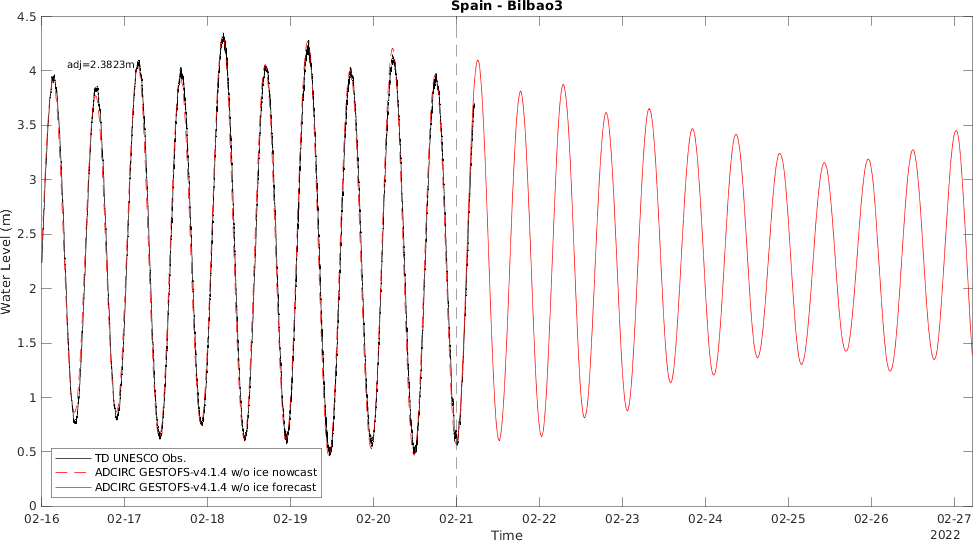 Spain - Bilbao3
4.5
4
3.5
3
2.5
2
1.5
1
0.5
0
Water Level (m)
adj=2.3823m
TD UNESCO Obs.
ADCIRC GESTOFS-v4.1.4 w/o ice nowcast
ADCIRC GESTOFS-v4.1.4 w/o ice forecast
02-16 02-17 02-18 02-19 02-20 02-21 02-22 02-23 02-24 02-25 02-26 02-27
Time
2022